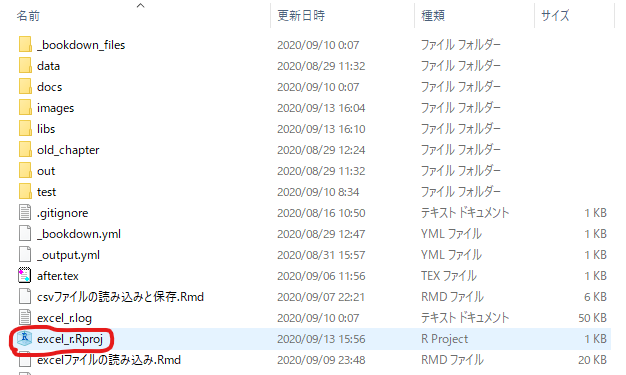 名前 更新日時 種類 サイズ
_bookdown_files 2020/09/10 0:07 ファイル フォルダー
data 2020/08/29 11:32 ファイル フォルダー
docs 2020/09/10 0:07 ファイル フォルダー
images 2020/09/13 16:04 ファイル フォルダー
libs 2020/09/13 16:10 ファイル フォルダー
old_chapter 2020/08/29 12:24 ファイル フォルダー
out 2020/08/29 11:32 ファイル フォルダー
test 2020/09/10 8:34 ファイル フォルダー
.gitignore 2020/08/16 10:50 テキスト ドキュメント 1 KB
_bookdown.yml 2020/08/29 12:47 YML ファイル 1 KB
_output.yml 2020/08/31 15:57 YML ファイル 1 KB
after.tex 2020/09/06 11:56 TEX ファイル 1 KB
csvファイルの読み込みと保存.Rmd 2020/09/07 22:21 RMD ファイル 6 KB
excel_r.log 2020/09/10 0:07 テキスト ドキュメント 50 KB
excel_r.Rproj 2020/09/13 15:56 R Project 1 KB
excelファイルの読み込み.Rmd 2020/09/09 23:48 RMD ファイル 20 KB